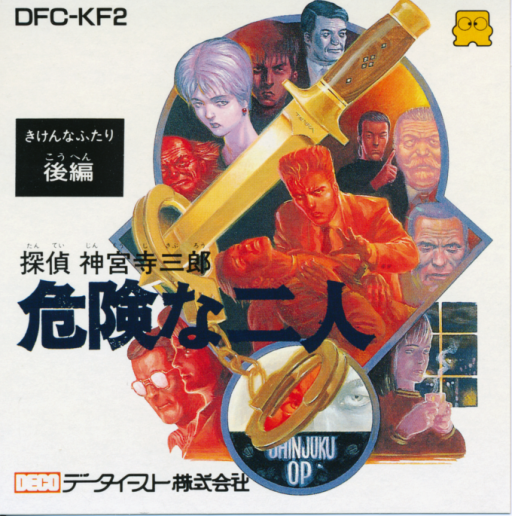 DFC-KF2
きけんなふたり
こうへん
後編
たん てい じん ぐう じ さぶ ろう
探偵 神宮寺三郎
危険な二人
SHINJUKU
OP
DECO データイースト株式会社